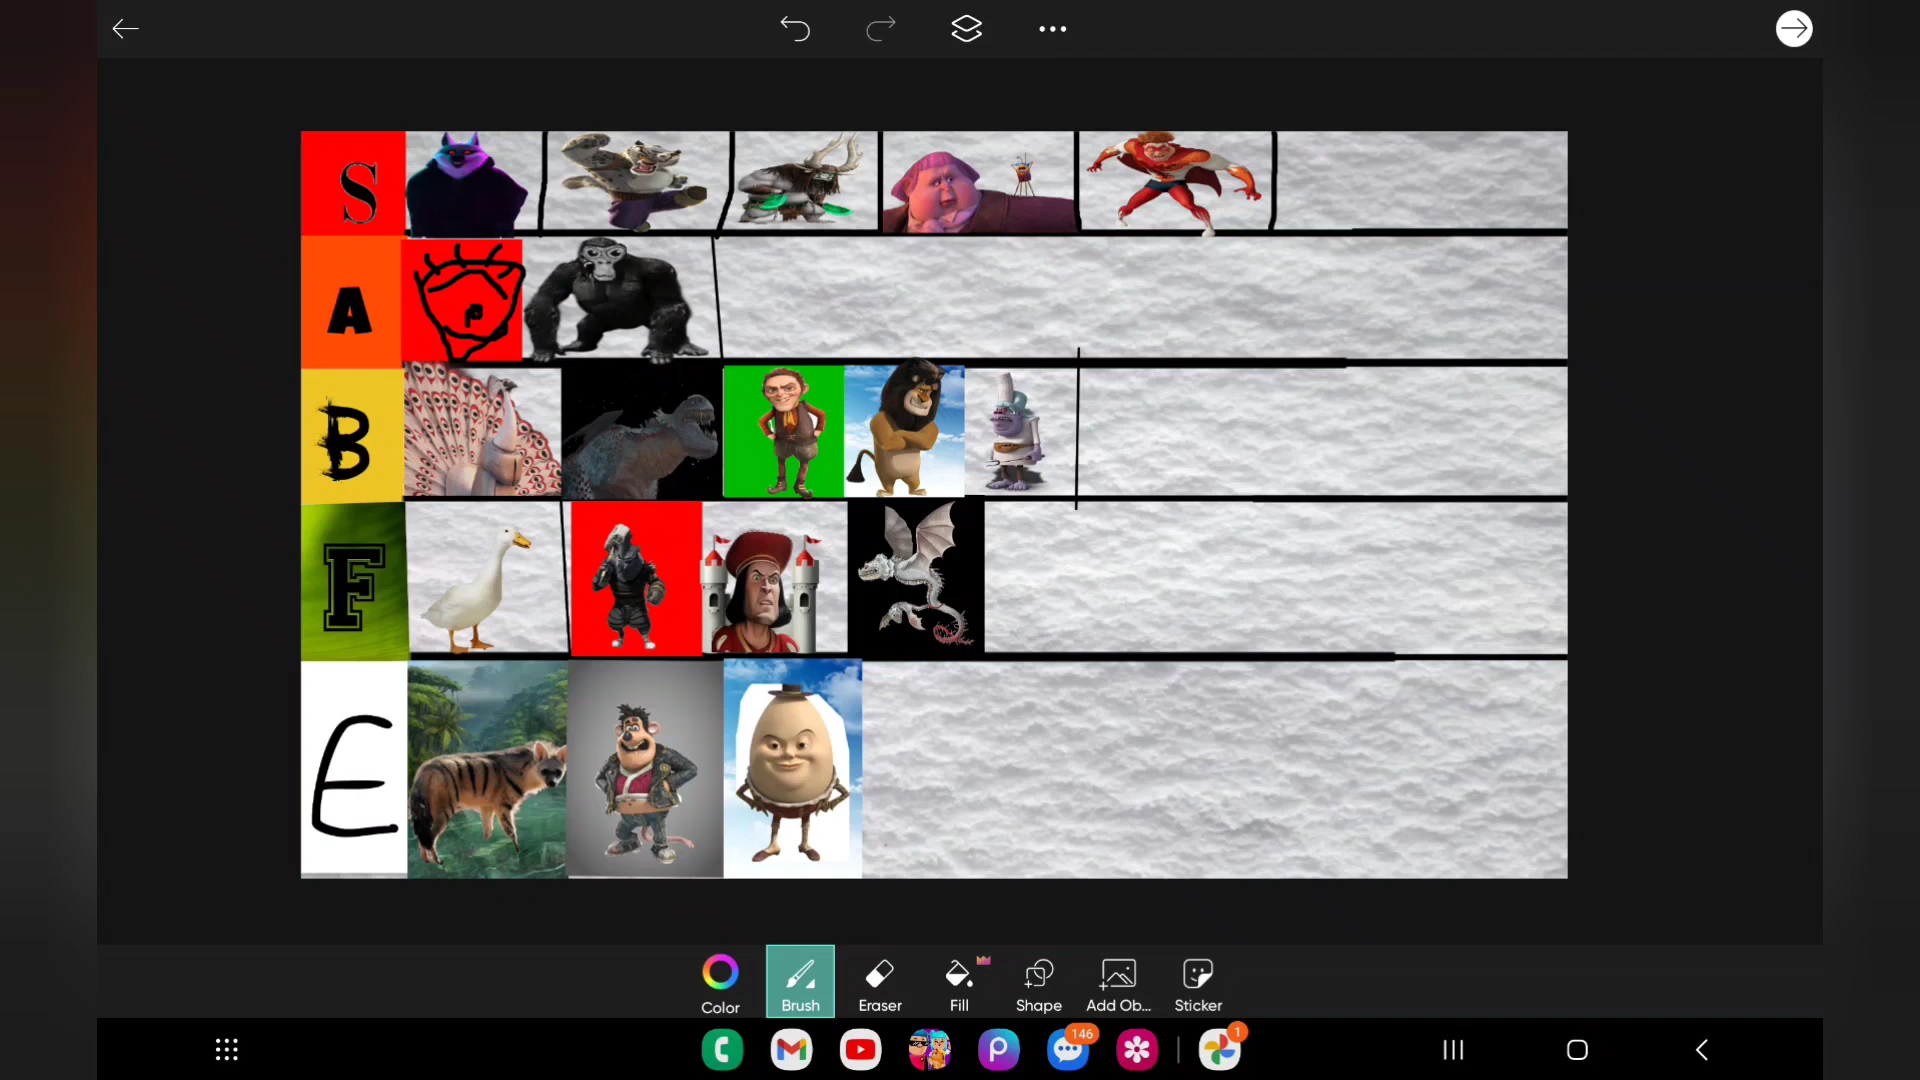 S
A
P
B
F
E
Color
Brush
Eraser
Fill
Shape
Add Ob...
Sticker
146
1